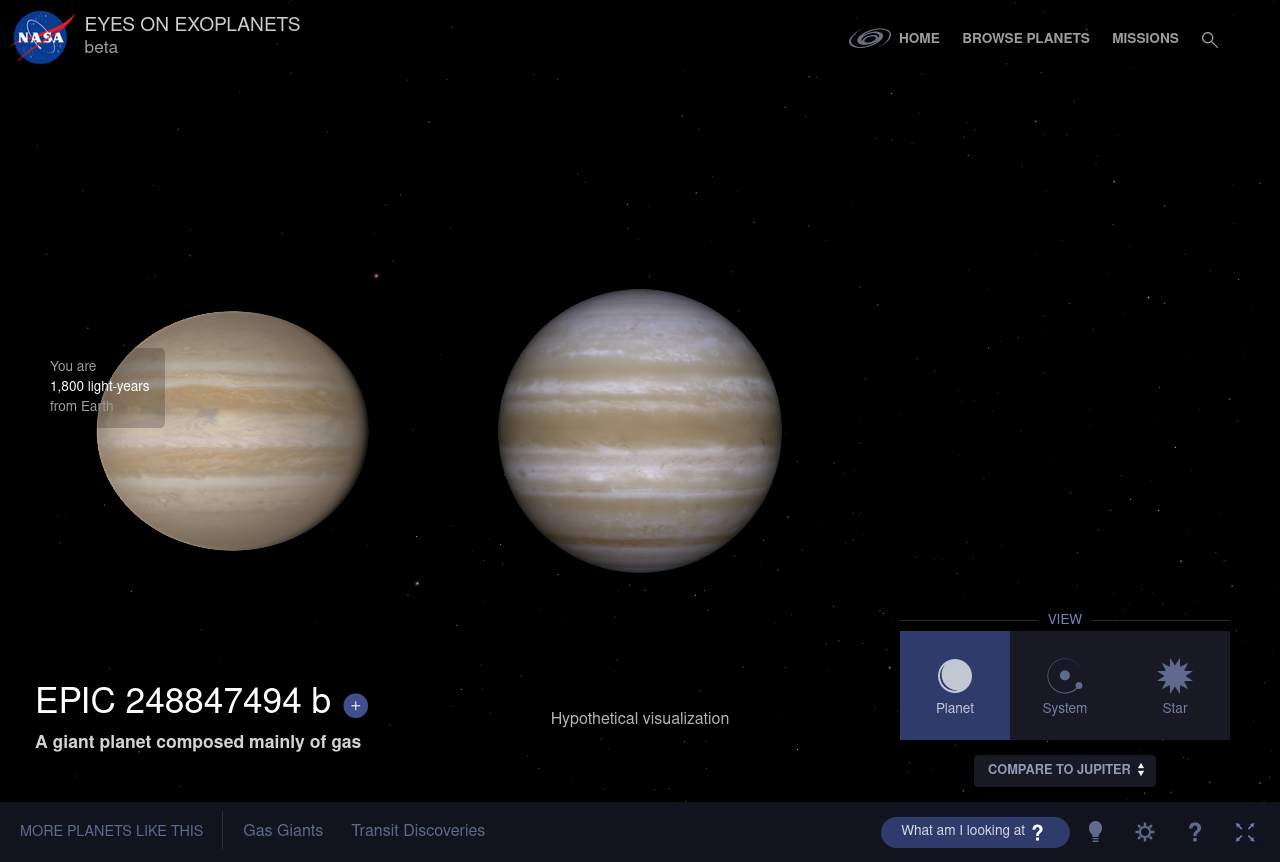 NASA
EYES ON EXOPLANETS
beta
HOME
BROWSE PLANETS
MISSIONS
You are
1,800 light-years
from Earth
EPIC 248847494 b +
A giant planet composed mainly of gas
Hypothetical visualization
VIEW
Planet
System
Star
COMPARE TO JUPITER
MORE PLANETS LIKE THIS
Gas Giants
Transit Discoveries
What am I looking at ?
?